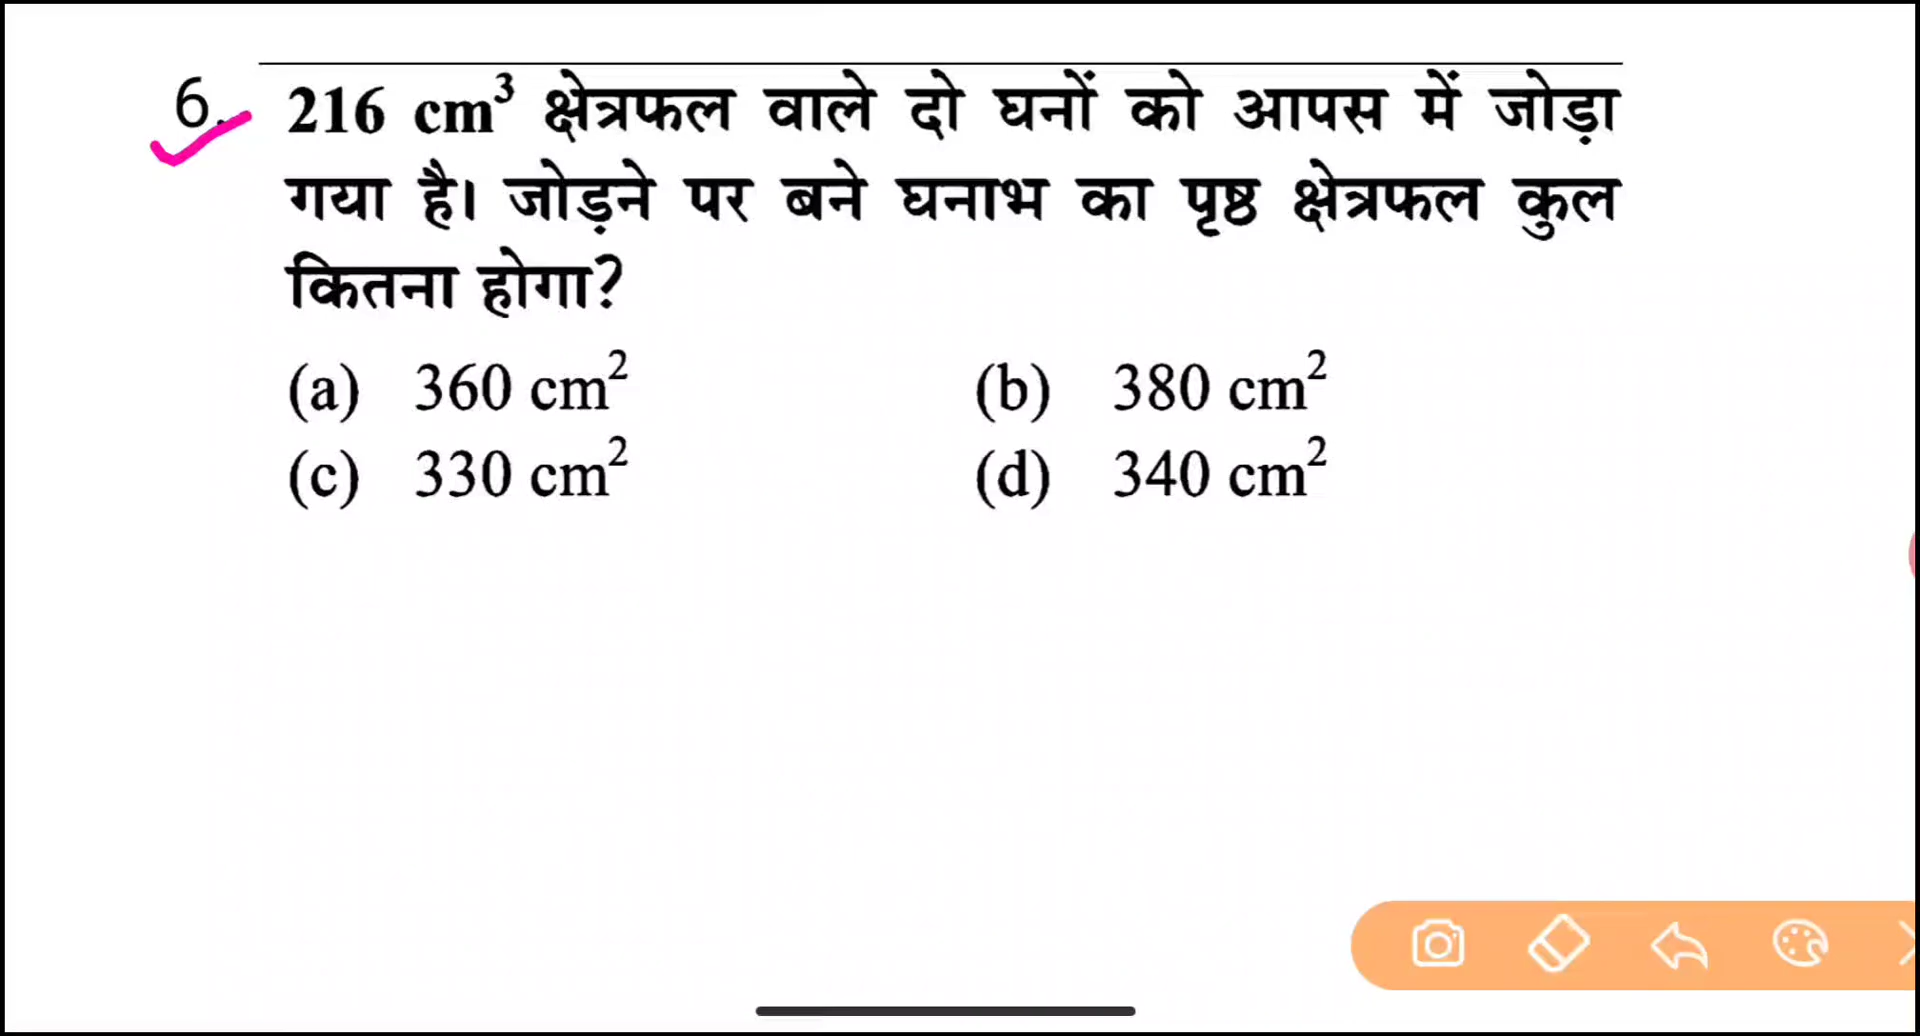 6. 216 cm³ क्षेत्रफल वाले दो घनों को आपस में जोड़ा
गया है। जोड़ने पर बने घनाभ का पृष्ठ क्षेत्रफल कुल
कितना होगा?
(a) 360 cm² (b) 380 cm²
(c) 330 cm² (d) 340 cm²